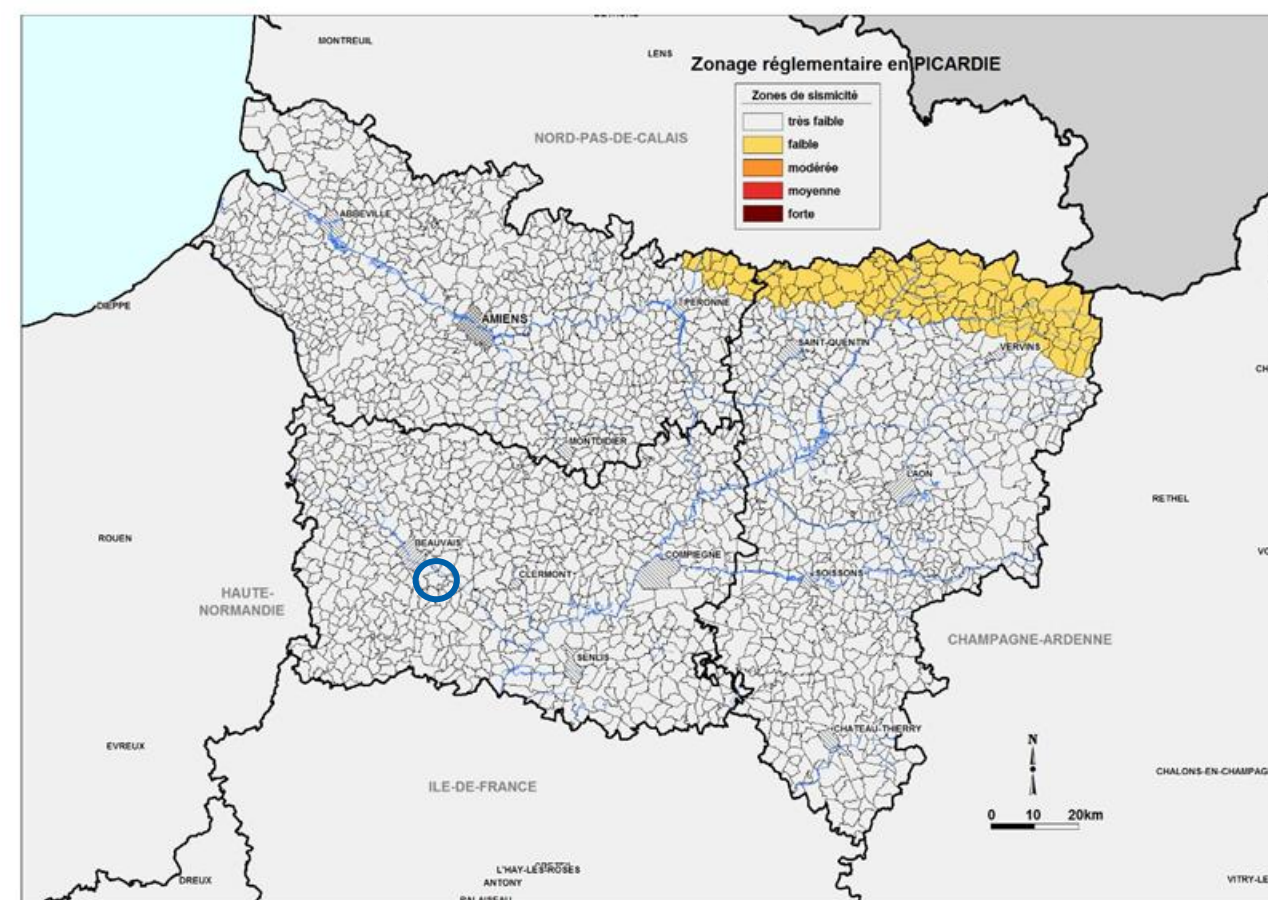 MONTREUIL
LENS
Zonage réglementaire en PICARDIE
Zones de sismicité
très faible
faible
modérée
moyenne
forte
NORD-PAS-DE-CALAIS
ABBEVILLE
DIEPPE
PERONNE
AMIENS
SAINT-QUENTIN
VERVINS
CH
MONTDIDIER
LAON
RETHEL
ROUEN
BEAUVAIS
COMPIEGNE
VO
CLERMONT
SOISSONS
HAUTE-
NORMANDIE
CHAMPAGNE-ARDENNE
SENLIS
CHATEAU-THIERRY
N
EVREUX
CHALONS-EN-CHAMPAG
ILE-DE-FRANCE
0 10 20km
L'HAY-LES-ROSES
DREUX
ANTONY
VITRY-LE
PALAISEAU